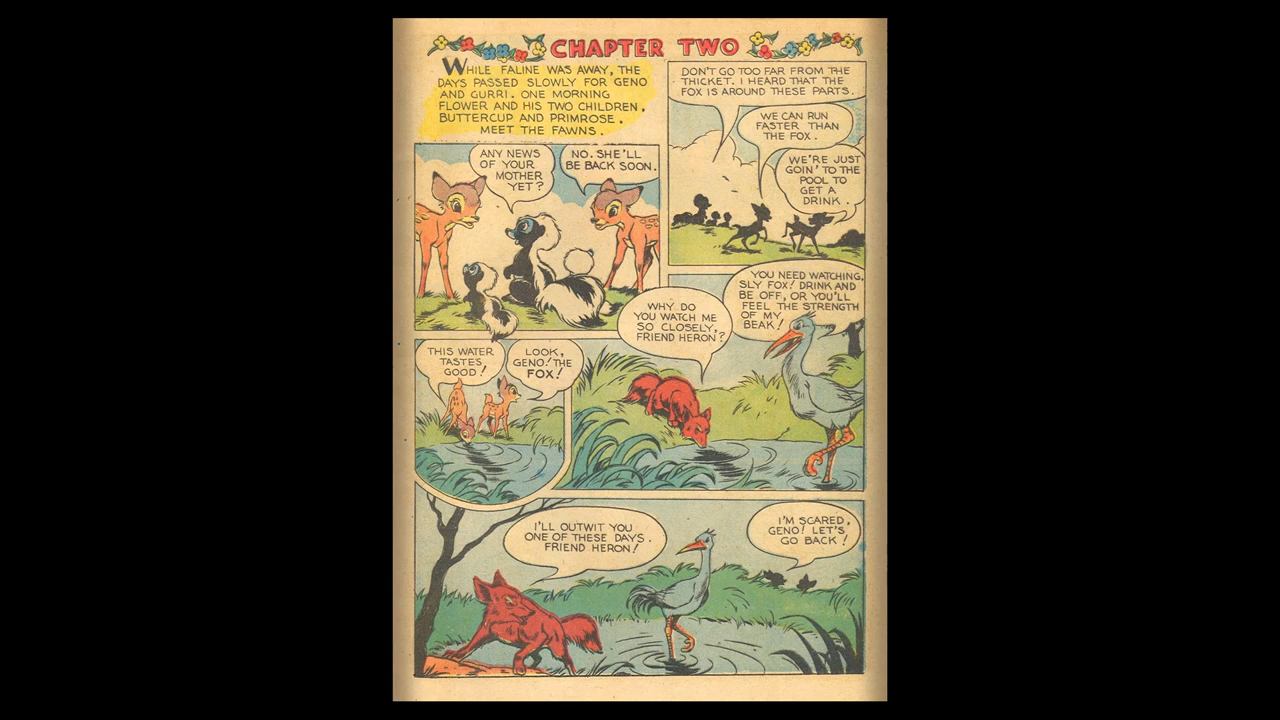 CHAPTER TWO
WHILE FALINE WAS AWAY, THE
DAYS PASSED SLOWLY FOR GENO
AND GURRI. ONE MORNING
FLOWER AND HIS TWO CHILDREN,
BUTTERCUP AND PRIMROSE.
MEET THE FAWNS.
ANY NEWS
OF YOUR
MOTHER
YET?
NO. SHE'LL
BE BACK SOON.
DON'T GO TOO FAR FROM THE
THICKET. I HEARD THAT THE
FOX IS AROUND THESE PARTS.
WE CAN RUN
FASTER THAN
THE FOX.
WE'RE JUST
GOIN' TO THE
POOL TO
GET A
DRINK.
THIS WATER
TASTES
GOOD!
LOOK,
GENO! THE
FOX!
WHY DO
YOU WATCH ME
SO CLOSELY,
FRIEND HERON?
YOU NEED WATCHING,
SLY FOX! DRINK AND
BE OFF, OR YOU'LL
FEEL THE STRENGTH
OF MY
BEAK!
I'LL OUTWIT YOU
ONE OF THESE DAYS.
FRIEND HERON!
I'M SCARED,
GENO! LET'S
GO BACK!